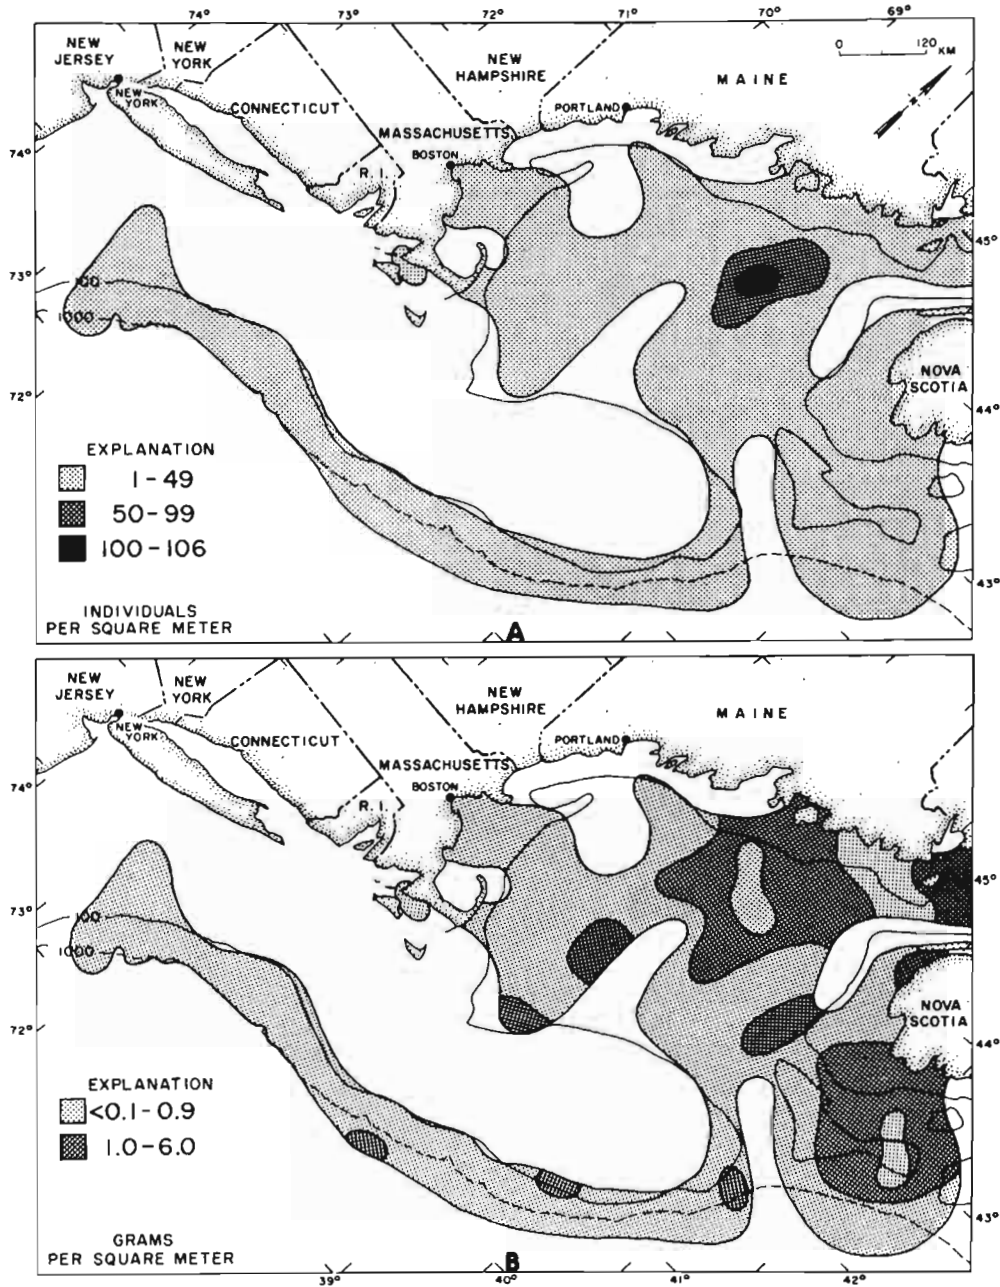 74° 73° 72° 71° 70° 69°
NEW JERSEY
NEW YORK
NEW YORK
CONNECTICUT
MASSACHUSETTS
BOSTON
R. I.
NEW HAMPSHIRE
PORTLAND
MAINE
0 120 KM
74°
73°
72°
45°
44°
43°
100
1000
NOVA SCOTIA
EXPLANATION
1-49
50-99
100-106
INDIVIDUALS
PER SQUARE METER
A
NEW JERSEY
NEW YORK
NEW YORK
CONNECTICUT
MASSACHUSETTS
BOSTON
R. I.
NEW HAMPSHIRE
PORTLAND
MAINE
74°
73°
72°
45°
44°
43°
100
1000
NOVA SCOTIA
EXPLANATION
<0.1-0.9
1.0-6.0
GRAMS
PER SQUARE METER
B
39° 40° 41° 42°